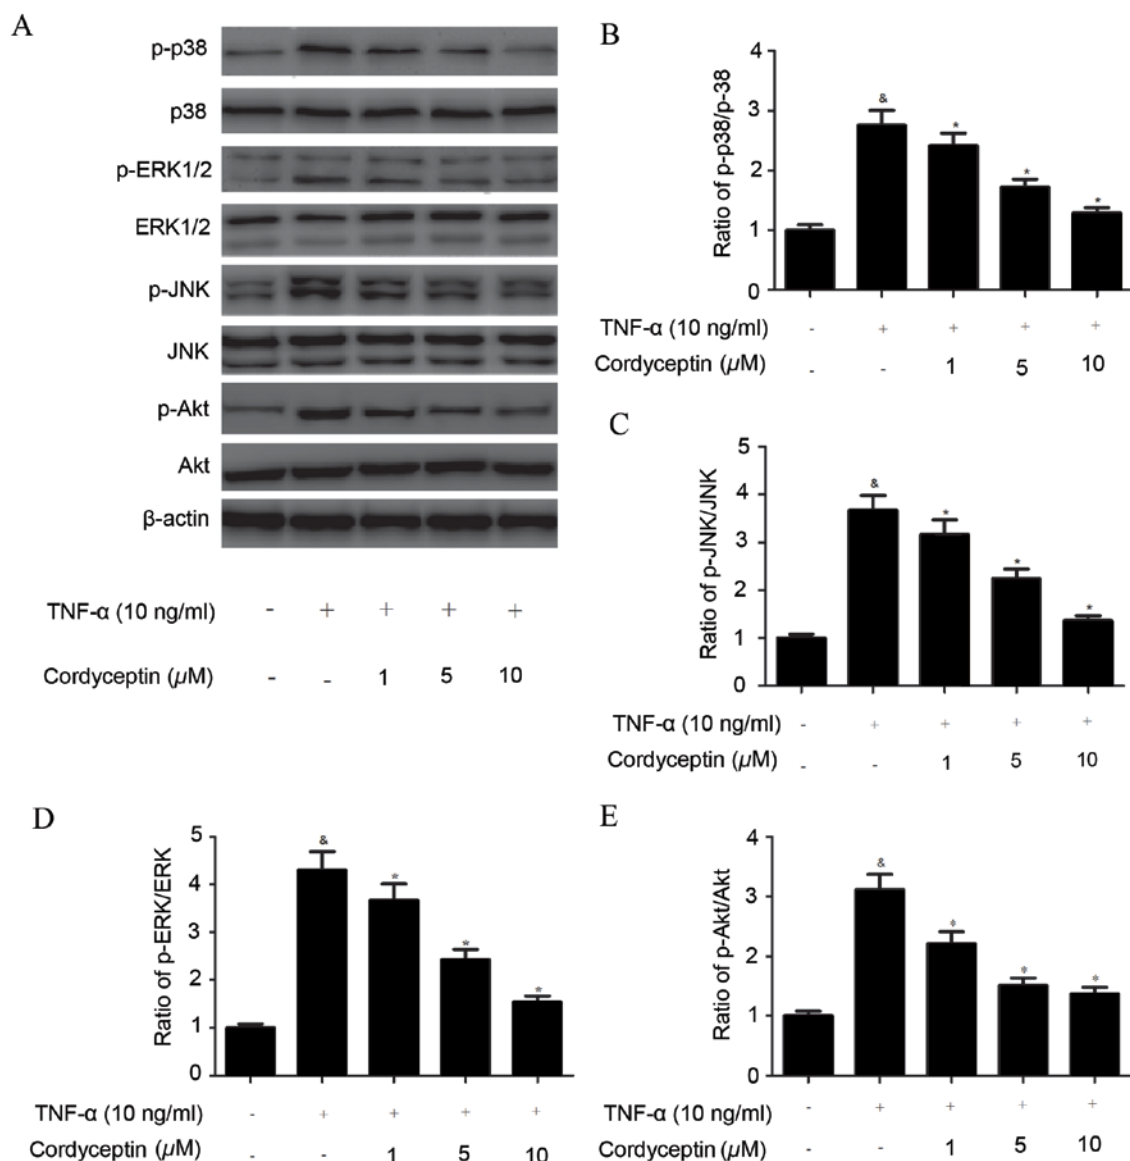 A
p-p38
p38
p-ERK1/2
ERK1/2
p-JNK
JNK
p-Akt
Akt
β-actin
TNF-α (10 ng/ml) - + + + +
Cordyceptin (μM) - - 1 5 10
B
Ratio of p-p38/p-38
4
3
2
1
0
& * * *
TNF-α (10 ng/ml) - + + + +
Cordyceptin (μM) - - 1 5 10
C
Ratio of p-JNK/JNK
5
4
3
2
1
0
& * * *
TNF-α (10 ng/ml) - + + + +
Cordyceptin (μM) - - 1 5 10
D
Ratio of p-ERK/ERK
5
4
3
2
1
0
& * * *
TNF-α (10 ng/ml) - + + + +
Cordyceptin (μM) - - 1 5 10
E
Ratio of p-Akt/Akt
4
3
2
1
0
& * * *
TNF-α (10 ng/ml) - + + + +
Cordyceptin (μM) - - 1 5 10